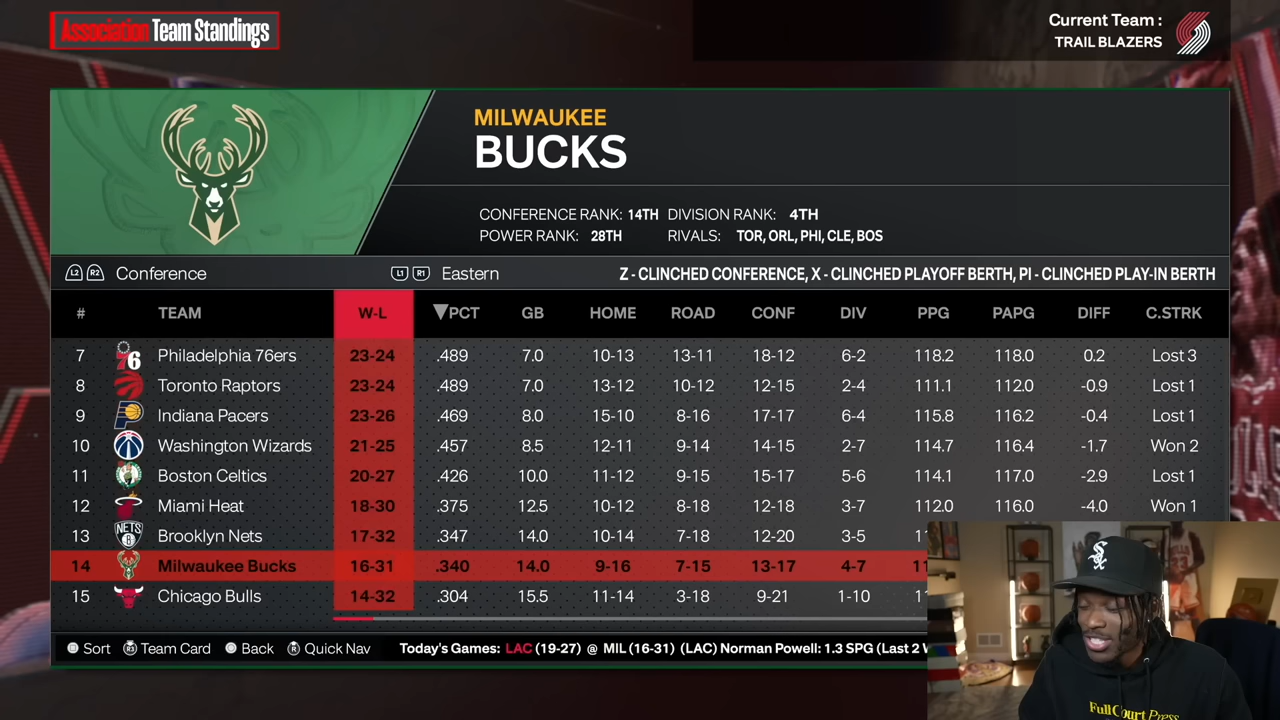 Association Team Standings
Current Team :
TRAIL BLAZERS
MILWAUKEE
BUCKS
CONFERENCE RANK: 14TH DIVISION RANK: 4TH
POWER RANK: 28TH RIVALS: TOR, ORL, PHI, CLE, BOS
L2 R2 Conference L1 R1 Eastern Z - CLINCHED CONFERENCE, X - CLINCHED PLAYOFF BERTH, PI - CLINCHED PLAY-IN BERTH
# TEAM W-L ▼PCT GB HOME ROAD CONF DIV PPG PAPG DIFF C.STRK
7 76 Philadelphia 76ers 23-24 .489 7.0 10-13 13-11 18-12 6-2 118.2 118.0 0.2 Lost 3
8 Toronto Raptors 23-24 .489 7.0 13-12 10-12 12-15 2-4 111.1 112.0 -0.9 Lost 1
9 Indiana Pacers 23-26 .469 8.0 15-10 8-16 17-17 6-4 115.8 116.2 -0.4 Lost 1
10 Washington Wizards 21-25 .457 8.5 12-11 9-14 14-15 2-7 114.7 116.4 -1.7 Won 2
11 Boston Celtics 20-27 .426 10.0 11-12 9-15 15-17 5-6 114.1 117.0 -2.9 Lost 1
12 Miami Heat 18-30 .375 12.5 10-12 8-18 12-18 3-7 112.0 116.0 -4.0 Won 1
13 NETS B Brooklyn Nets 17-32 .347 14.0 10-14 7-18 12-20 3-5
14 Milwaukee Bucks 16-31 .340 14.0 9-16 7-15 13-17 4-7
15 Chicago Bulls 14-32 .304 15.5 11-14 3-18 9-21 1-10
Sort Team Card Back Quick Nav Today's Games: LAC (19-27) @ MIL (16-31) (LAC) Norman Powell: 1.3 SPG (Last 2
Sox
Full Court Press